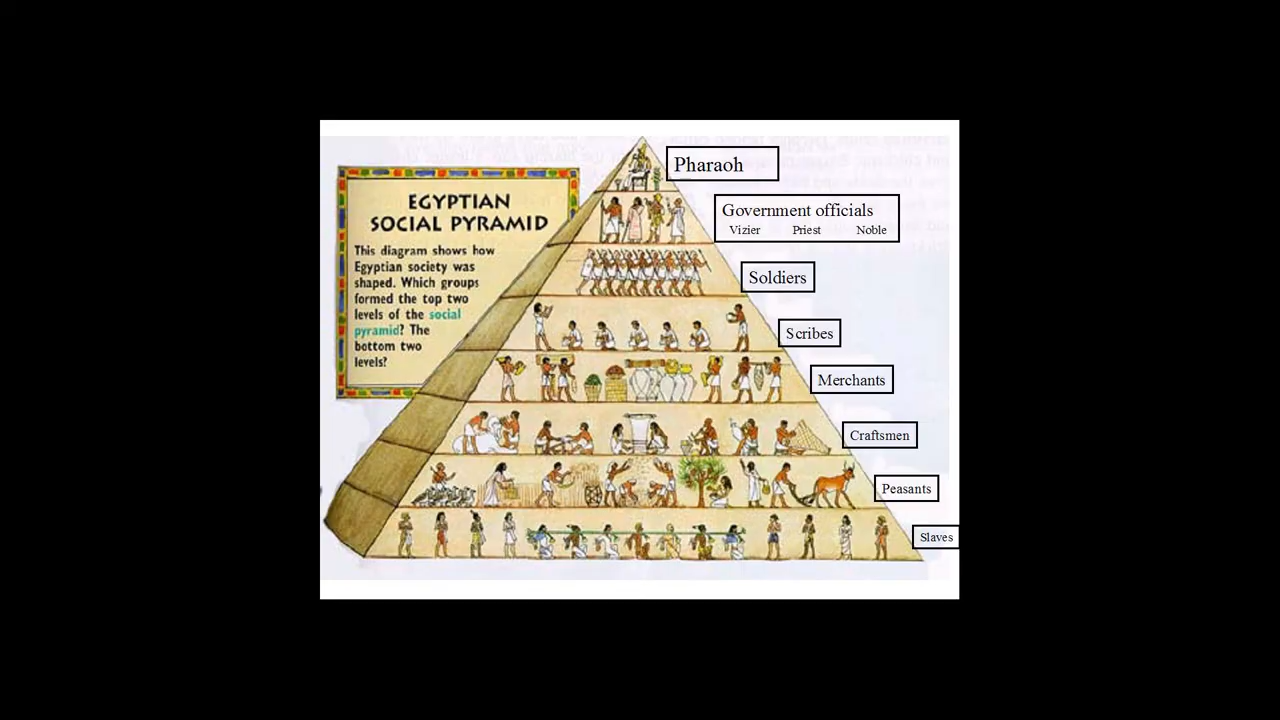 EGYPTIAN
SOCIAL PYRAMID
This diagram shows how
Egyptian society was
shaped. Which groups
formed the top two
levels of the social
pyramid? The
bottom two
levels?
Pharaoh
Government officials
Vizier Priest Noble
Soldiers
Scribes
Merchants
Craftsmen
Peasants
Slaves